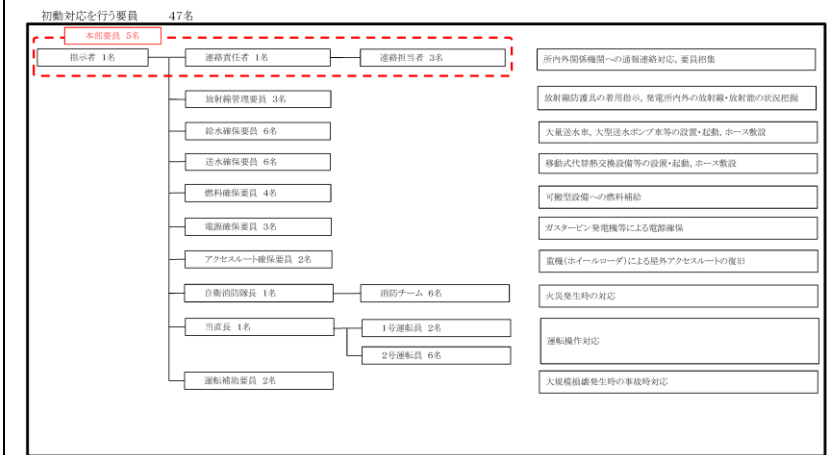 初動対応を行う要員　47名
本部要員 5名
指示者 1名
連絡責任者 1名
連絡担当者 3名
所内外関係機関への通報連絡対応，要員招集
放射線管理要員 3名
放射線防護具の着用指示，発電所内外の放射線・放射能の状況把握
給水確保要員 6名
大量送水車，大型送水ポンプ車等の設置・起動，ホース敷設
送水確保要員 6名
移動式代替熱交換設備等の設置・起動，ホース敷設
燃料確保要員 4名
可搬型設備への燃料補給
電源確保要員 3名
ガスタービン発電機等による電源確保
アクセスルート確保要員 2名
重機（ホイールローダ）による屋外アクセスルートの復旧
自衛消防隊長 1名
消防チーム 6名
火災発生時の対応
当直長 1名
1号運転員 2名
2号運転員 6名
運転操作対応
運転補助要員 2名
大規模損壊発生時の事故時対応